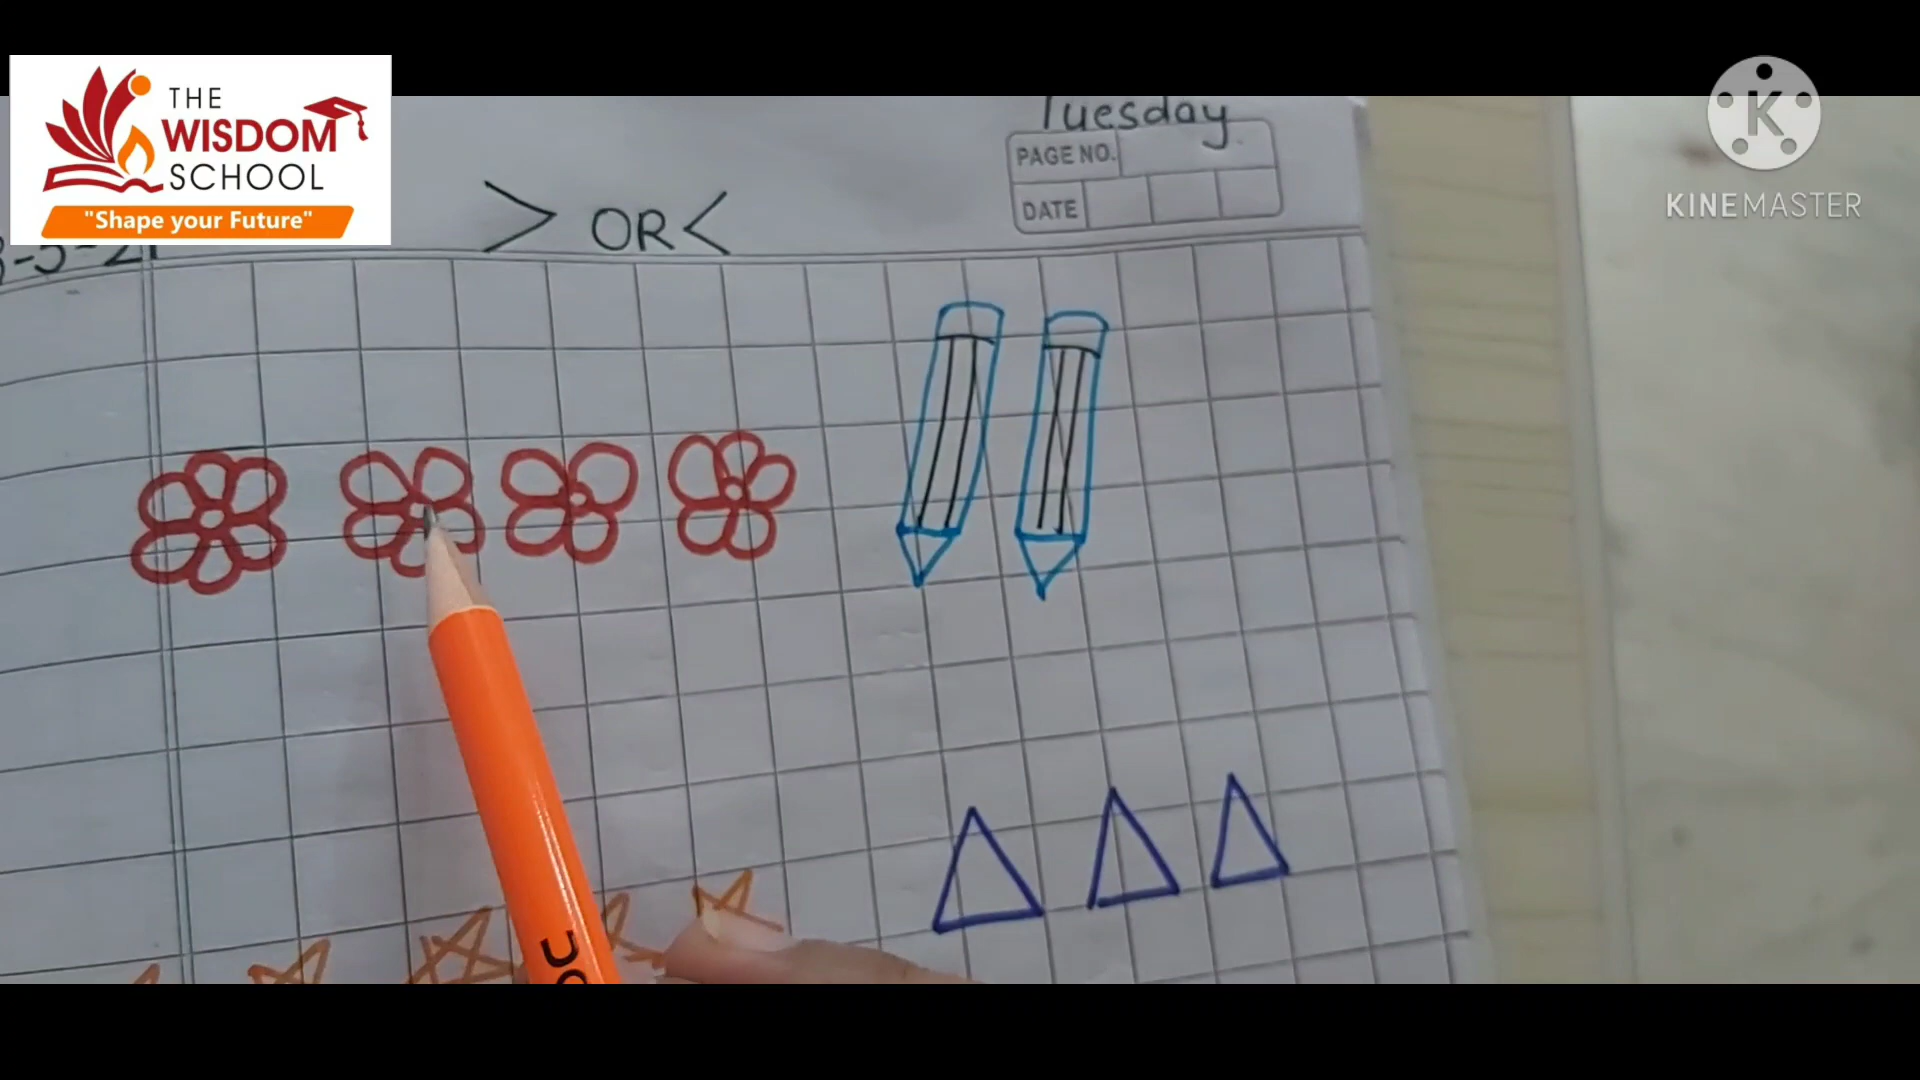 THE
WISDOM
SCHOOL
"Shape your Future"
Tuesday
PAGE NO.
DATE
> OR <
K
KINEMASTER